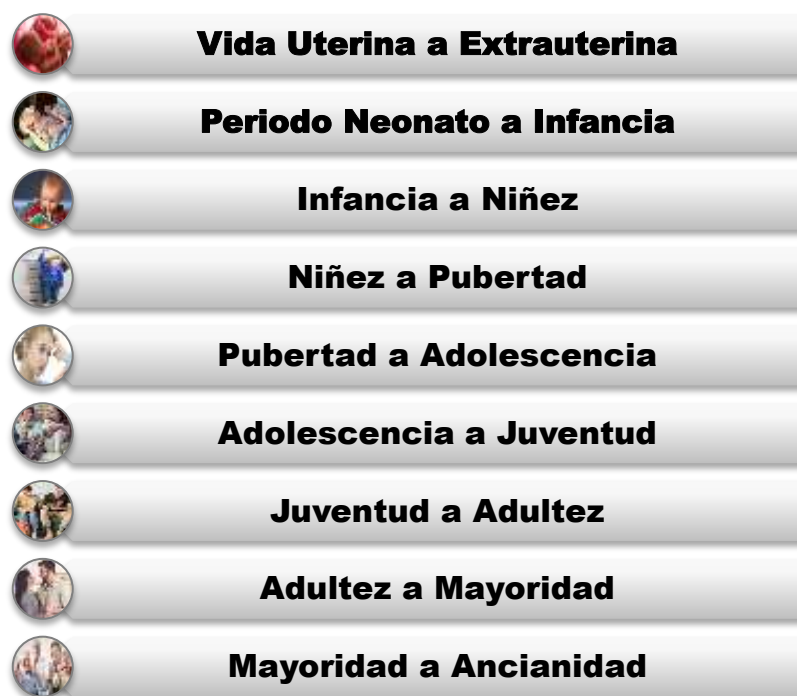 Vida Uterina a Extrauterina
Periodo Neonato a Infancia
Infancia a Niñez
Niñez a Pubertad
Pubertad a Adolescencia
Adolescencia a Juventud
Juventud a Adultez
Adultez a Mayoridad
Mayoridad a Ancianidad